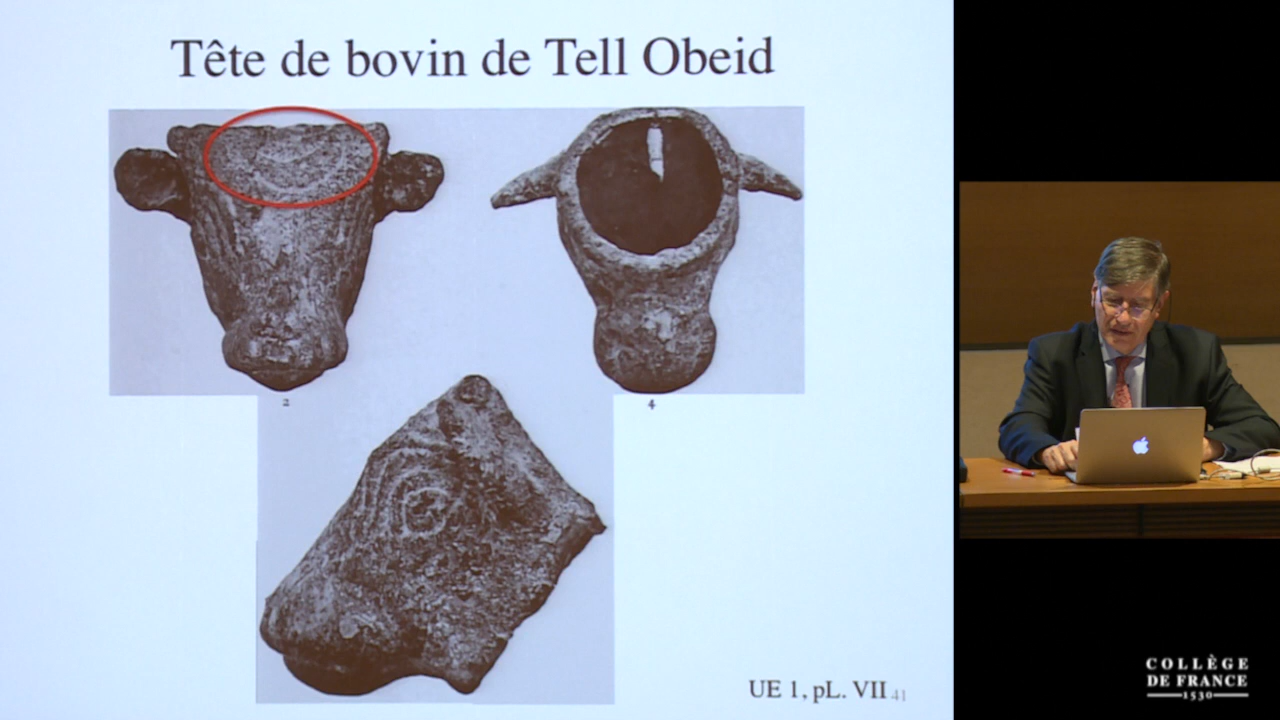 Tête de bovin de Tell Obeid
2
4
UE 1, pL. VII 41
COLLÈGE
DE FRANCE
1530